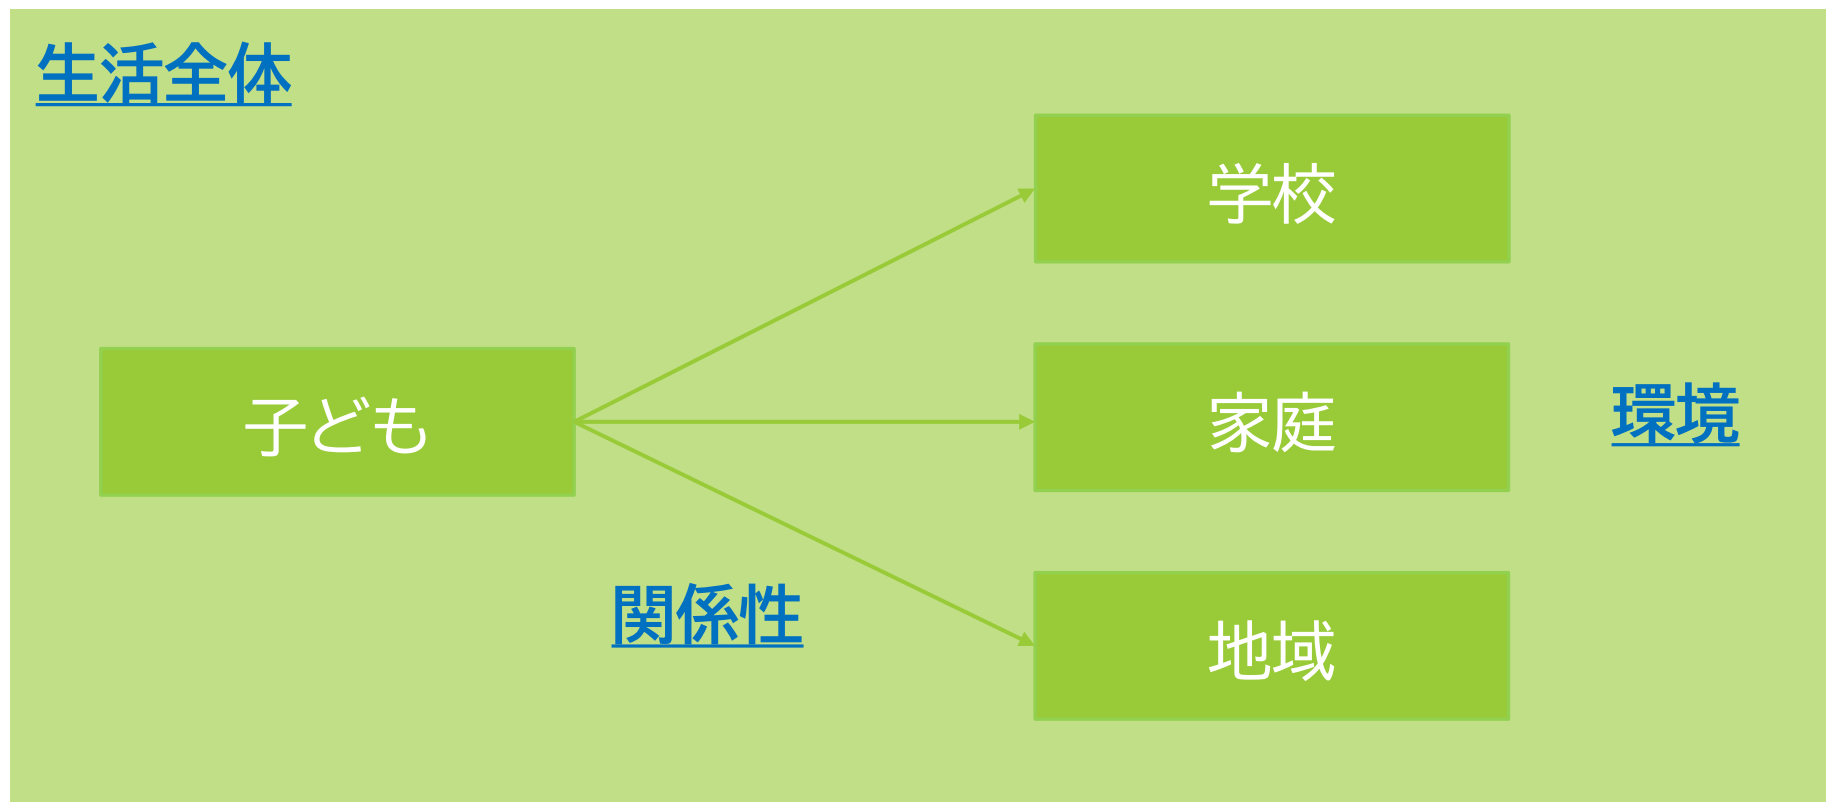 生活全体
学校
子ども
家庭
環境
関係性
地域